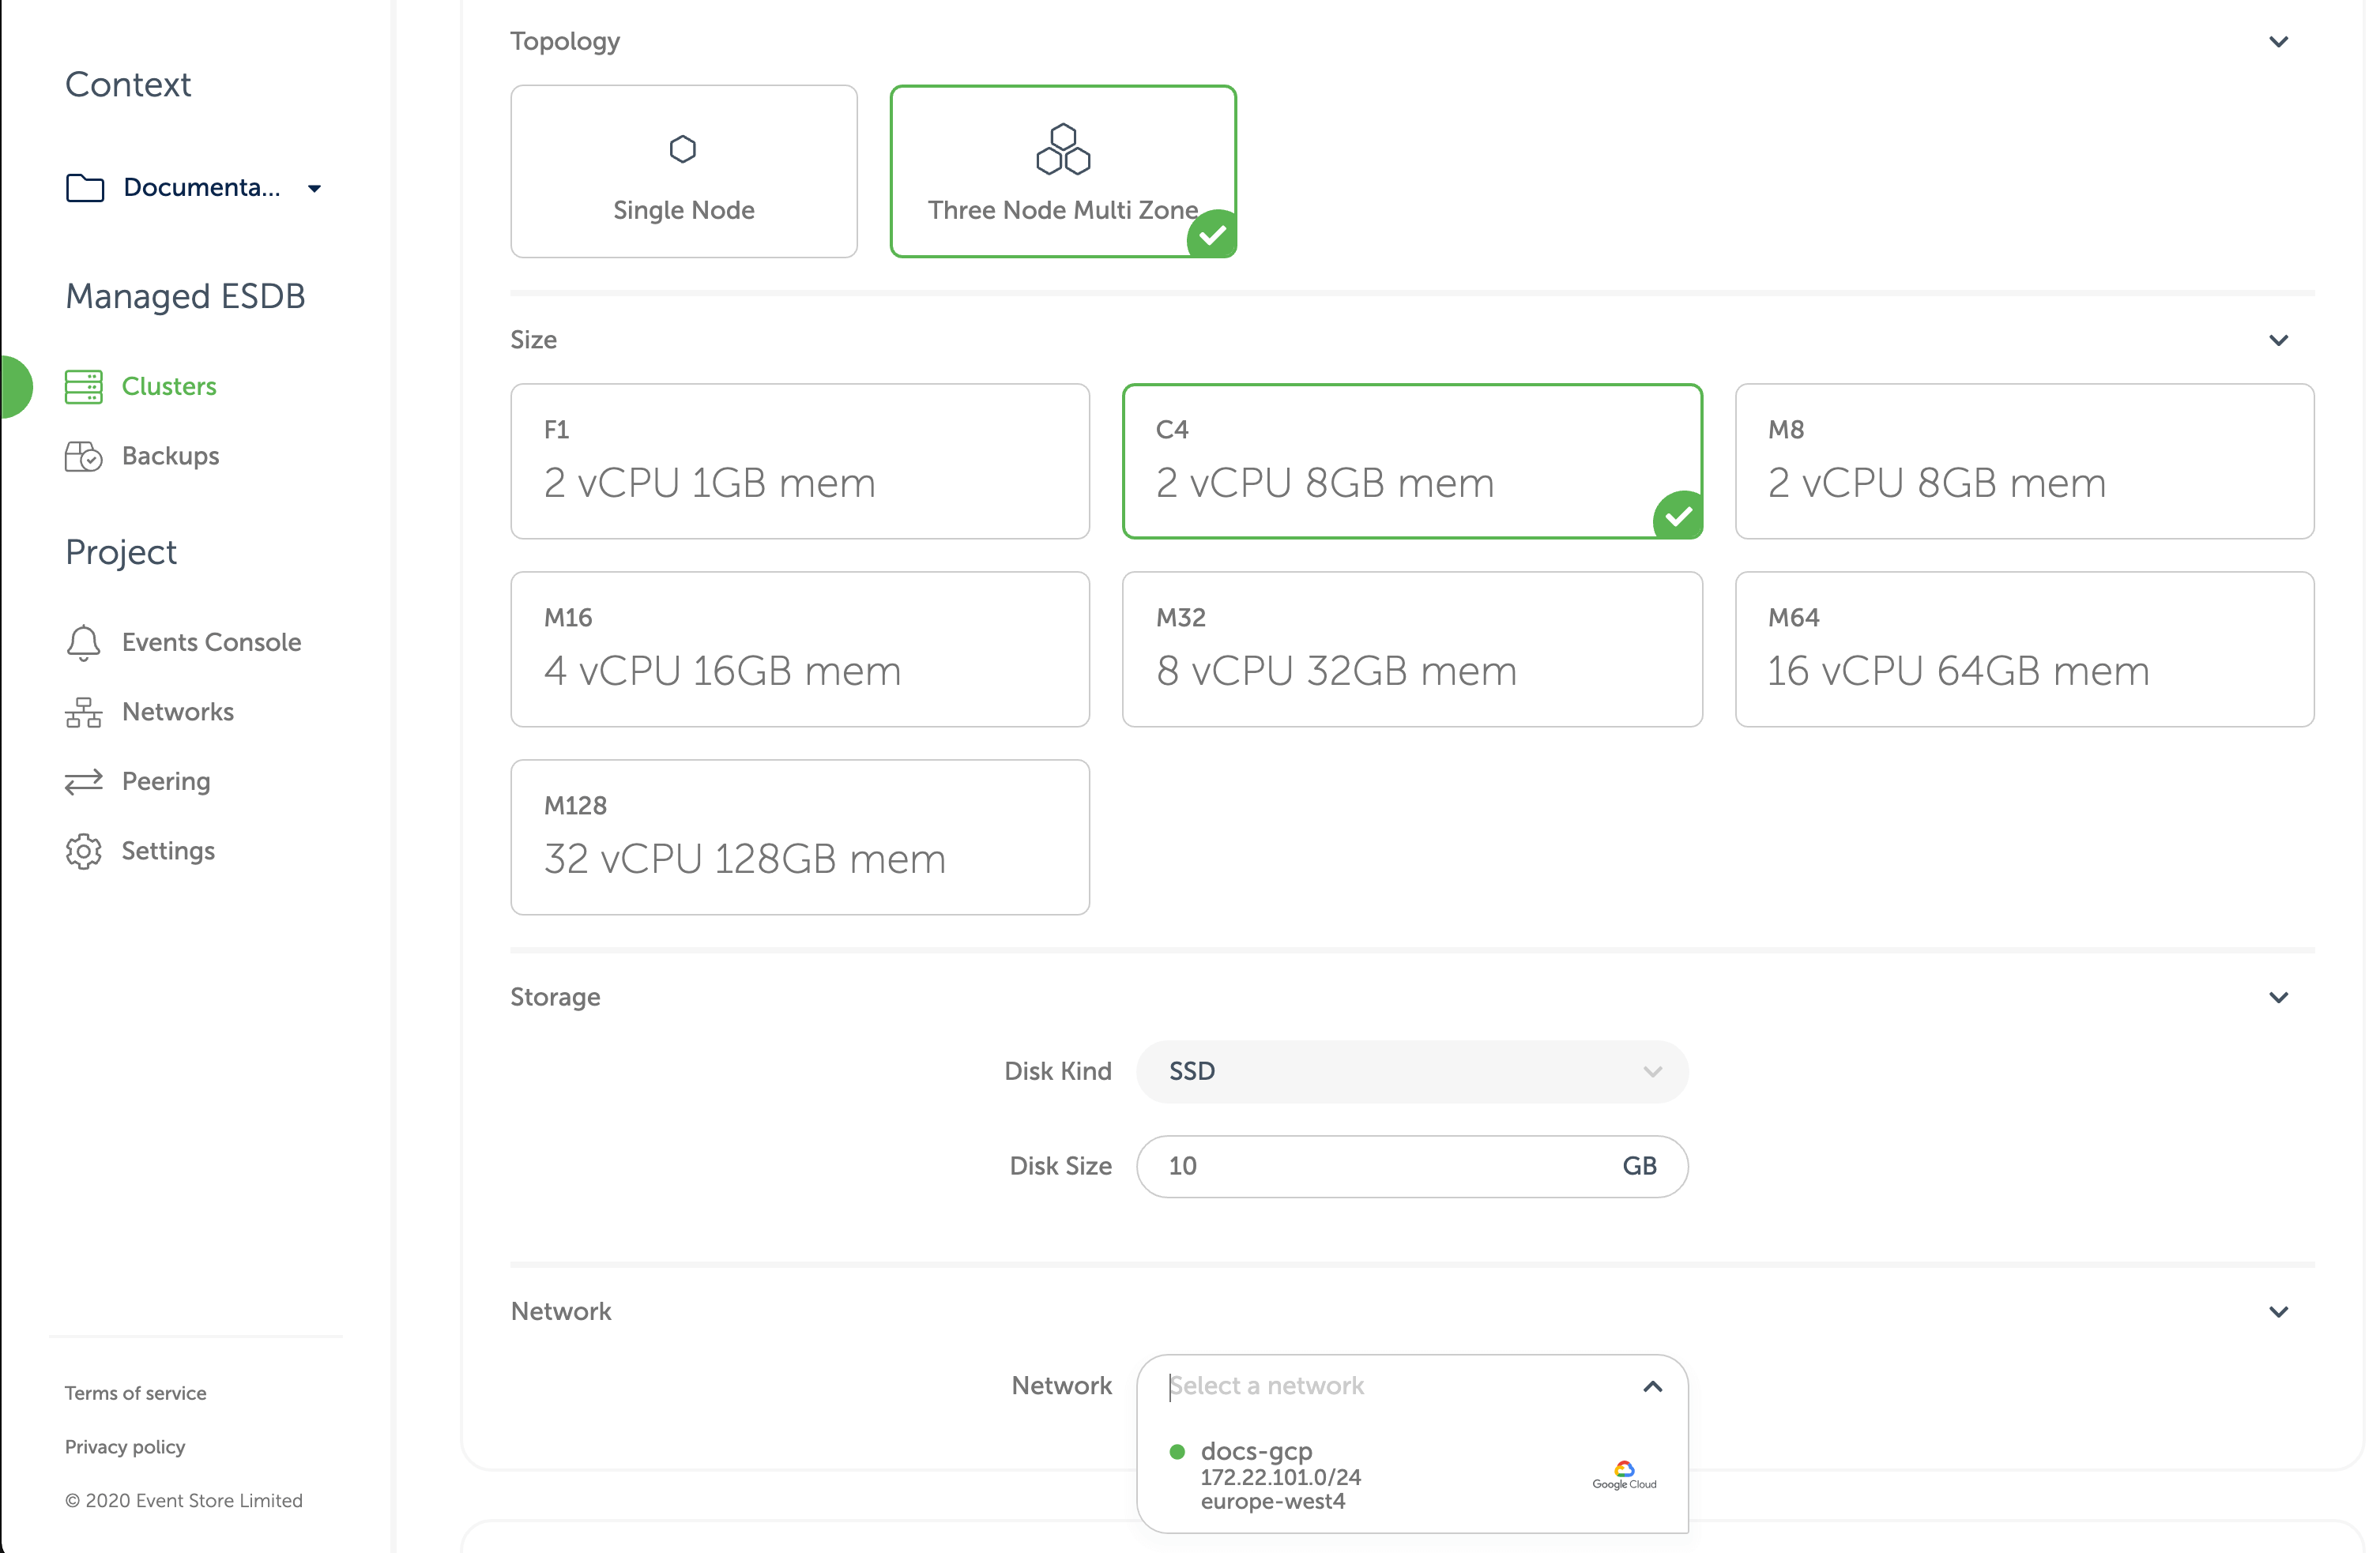 Context
Documenta...
Managed ESDB
Clusters
Backups
Project
Events Console
Networks
Peering
Settings
Terms of service
Privacy policy
© 2020 Event Store Limited
Topology
Single Node
Three Node Multi Zone
Size
F1
2 vCPU 1GB mem
C4
2 vCPU 8GB mem
M8
2 vCPU 8GB mem
M16
4 vCPU 16GB mem
M32
8 vCPU 32GB mem
M64
16 vCPU 64GB mem
M128
32 vCPU 128GB mem
Storage
Disk Kind SSD
Disk Size 10 GB
Network
Network Select a network
docs-gcp
172.22.101.0/24
europe-west4
Google Cloud